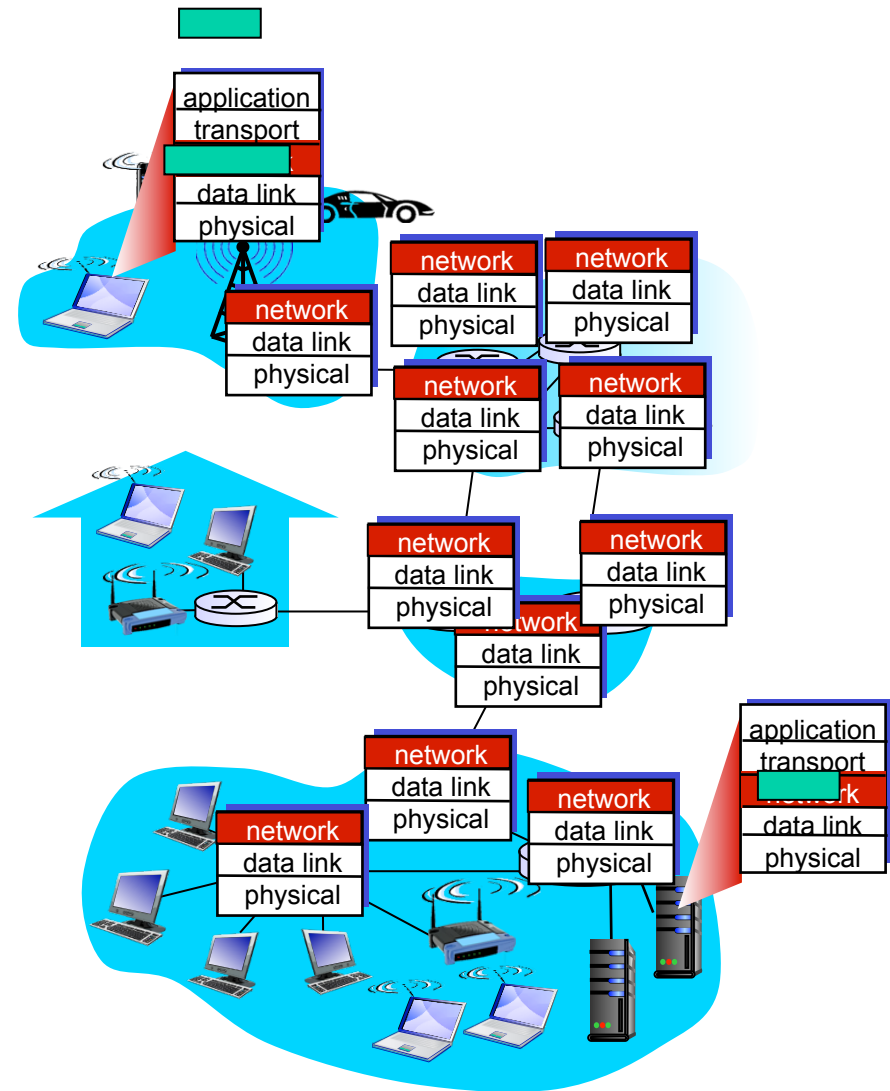 application
transport
data link
physical
network
data link
physical
network
data link
physical
network
data link
physical
network
data link
physical
network
data link
physical
network
data link
physical
network
data link
physical
network
data link
physical
application
transport
network
data link
physical
network
data link
physical
network
data link
physical
network
data link
physical